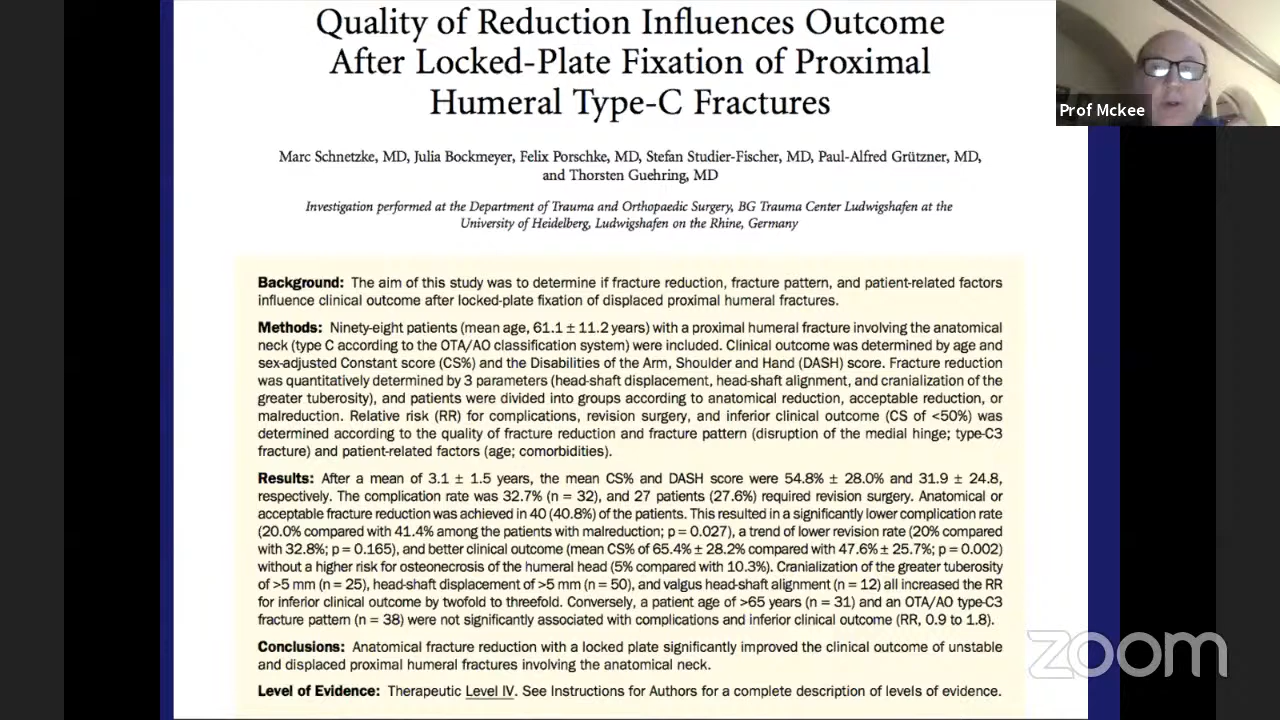 Quality of Reduction Influences Outcome
After Locked-Plate Fixation of Proximal
Humeral Type-C Fractures
Prof Mckee
Marc Schnetzke, MD, Julia Bockmeyer, Felix Porschke, MD, Stefan Studier-Fischer, MD, Paul-Alfred Grützner, MD,
and Thorsten Guehring, MD
Investigation performed at the Department of Trauma and Orthopaedic Surgery, BG Trauma Center Ludwigshafen at the
University of Heidelberg, Ludwigshafen on the Rhine, Germany
Background: The aim of this study was to determine if fracture reduction, fracture pattern, and patient-related factors
influence clinical outcome after locked-plate fixation of displaced proximal humeral fractures.
Methods: Ninety-eight patients (mean age, 61.1 ± 11.2 years) with a proximal humeral fracture involving the anatomical
neck (type C according to the OTA/AO classification system) were included. Clinical outcome was determined by age and
sex-adjusted Constant score (CS%) and the Disabilities of the Arm, Shoulder and Hand (DASH) score. Fracture reduction
was quantitatively determined by 3 parameters (head-shaft displacement, head-shaft alignment, and cranialization of the
greater tuberosity), and patients were divided into groups according to anatomical reduction, acceptable reduction, or
malreduction. Relative risk (RR) for complications, revision surgery, and inferior clinical outcome (CS of <50%) was
determined according to the quality of fracture reduction and fracture pattern (disruption of the medial hinge; type-C3
fracture) and patient-related factors (age; comorbidities).
Results: After a mean of 3.1 ± 1.5 years, the mean CS% and DASH score were 54.8% ± 28.0% and 31.9 ± 24.8,
respectively. The complication rate was 32.7% (n = 32), and 27 patients (27.6%) required revision surgery. Anatomical or
acceptable fracture reduction was achieved in 40 (40.8%) of the patients. This resulted in a significantly lower complication rate
(20.0% compared with 41.4% among the patients with malreduction; p = 0.027), a trend of lower revision rate (20% compared
with 32.8%; p = 0.165), and better clinical outcome (mean CS% of 65.4% ± 28.2% compared with 47.6% ± 25.7%; p = 0.002)
without a higher risk for osteonecrosis of the humeral head (5% compared with 10.3%). Cranialization of the greater tuberosity
of >5 mm (n = 25), head-shaft displacement of >5 mm (n = 50), and valgus head-shaft alignment (n = 12) all increased the RR
for inferior clinical outcome by twofold to threefold. Conversely, a patient age of >65 years (n = 31) and an OTA/AO type-C3
fracture pattern (n = 38) were not significantly associated with complications and inferior clinical outcome (RR, 0.9 to 1.8).
Conclusions: Anatomical fracture reduction with a locked plate significantly improved the clinical outcome of unstable
and displaced proximal humeral fractures involving the anatomical neck.
Level of Evidence: Therapeutic Level IV. See Instructions for Authors for a complete description of levels of evidence.
zoom